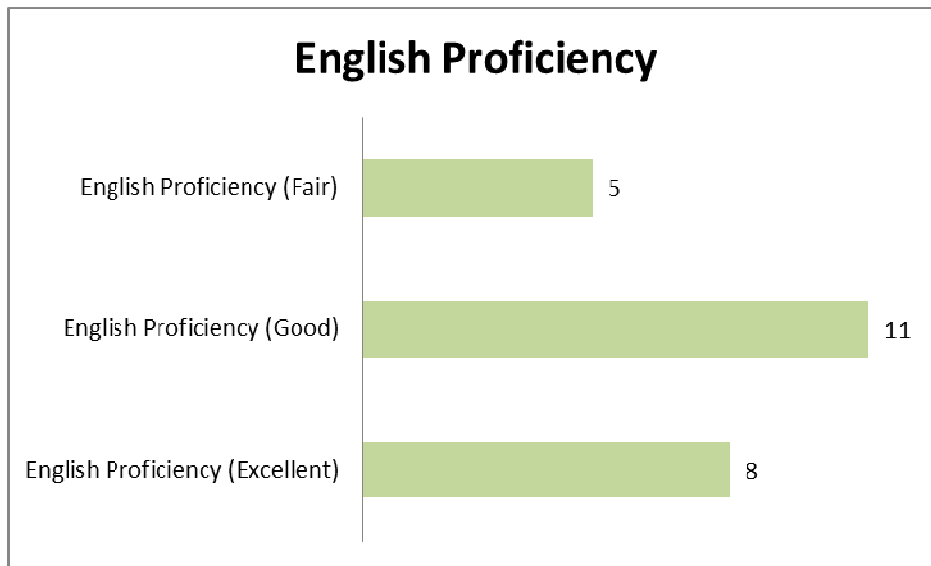 English Proficiency
English Proficiency (Fair)
5
English Proficiency (Good)
11
English Proficiency (Excellent)
8